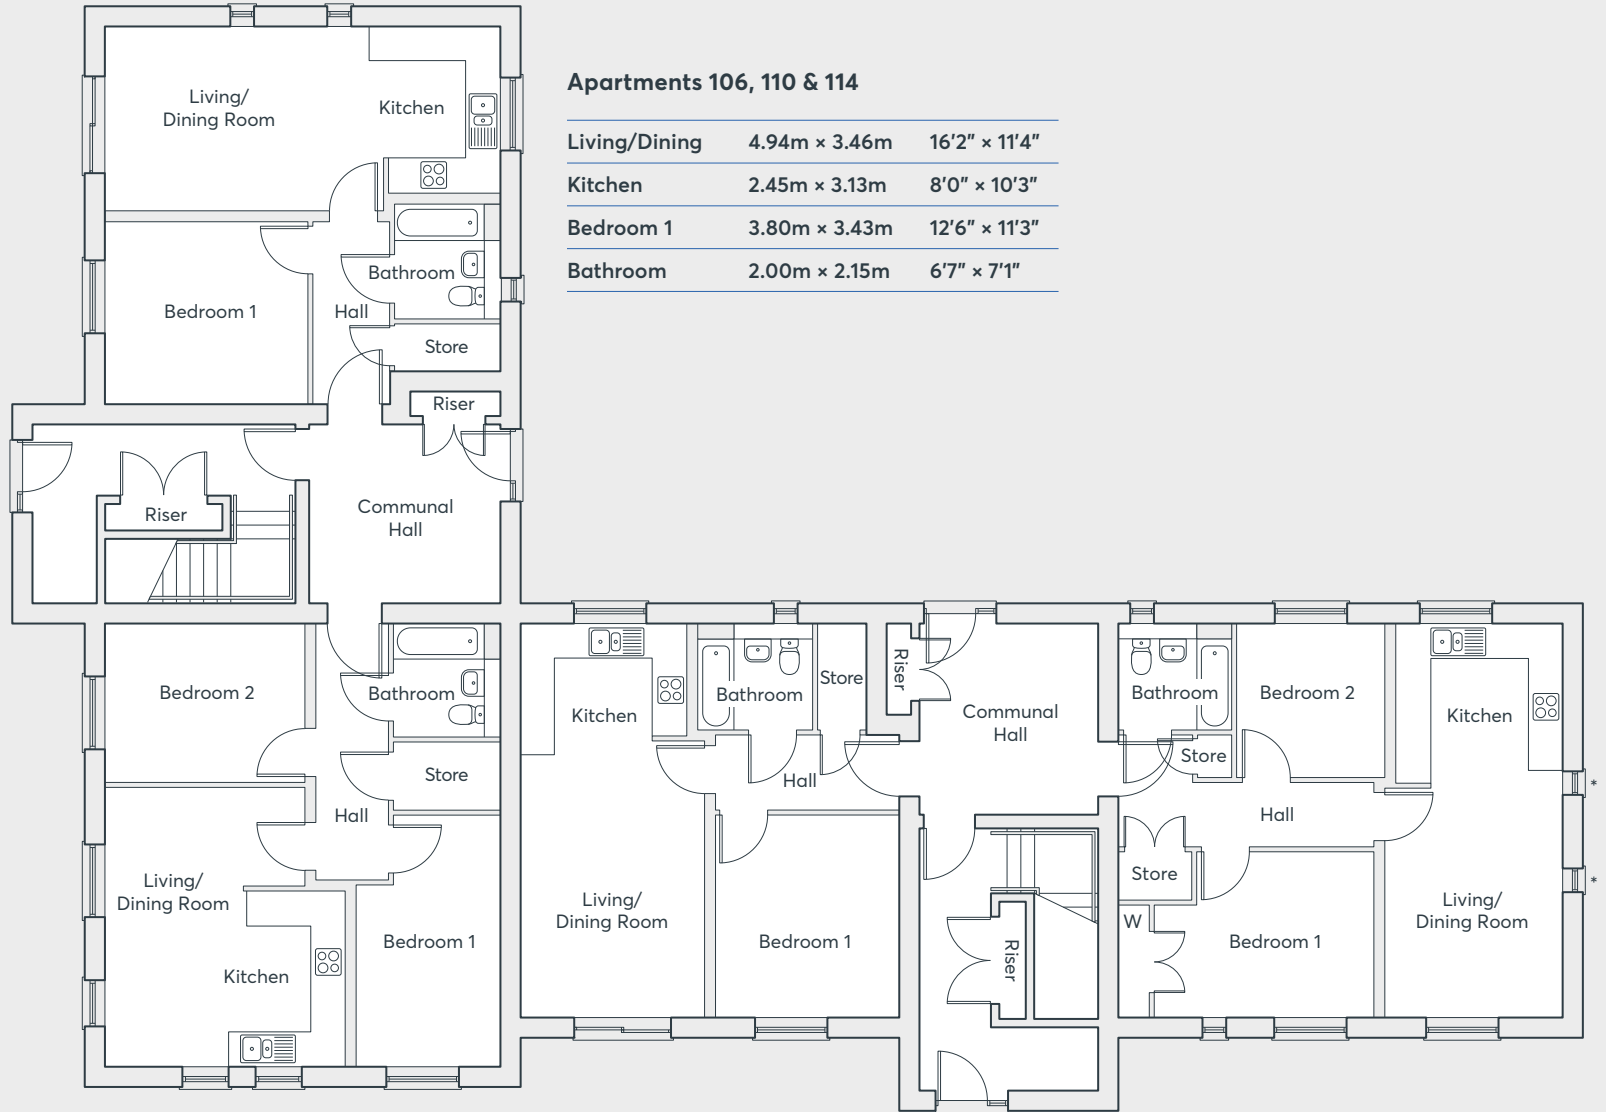 Apartments 106, 110 & 114
Living/Dining 4.94m × 3.46m 16'2" × 11'4"
Kitchen 2.45m × 3.13m 8'0" × 10'3"
Bedroom 1 3.80m × 3.43m 12'6" × 11'3"
Bathroom 2.00m × 2.15m 6'7" × 7'1"
Living/
Dining Room
Kitchen
Bathroom
Bedroom 1
Hall
Store
Riser
Riser
Communal
Hall
Bedroom 2
Bathroom
Store
Hall
Living/
Dining Room
Bedroom 1
Kitchen
Kitchen
Bathroom
Store
Hall
Living/
Dining Room
Bedroom 1
Riser
Communal
Hall
Riser
Bathroom
Bedroom 2
Kitchen
Store
*
Hall
Store
*
W
Bedroom 1
Living/
Dining Room